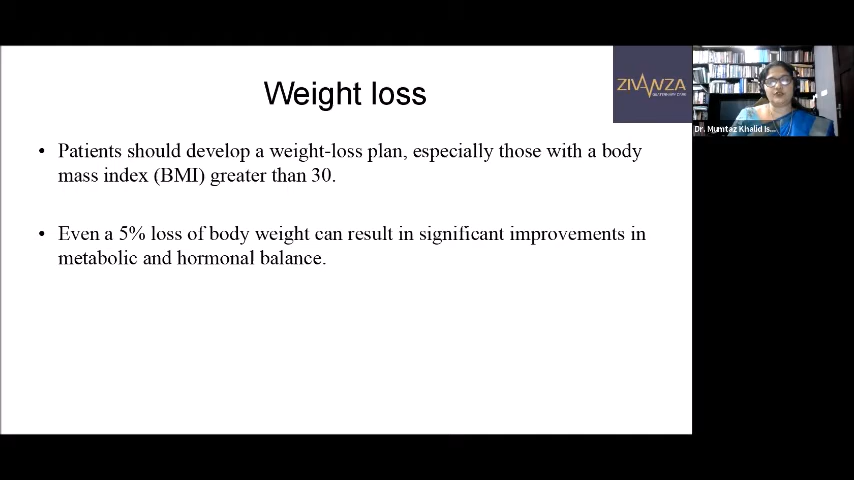 Weight loss
ZIVANZA
• Patients should develop a weight-loss plan, especially those with a body
mass index (BMI) greater than 30.
• Even a 5% loss of body weight can result in significant improvements in
metabolic and hormonal balance.
Dr. Mumtaz Khalid Is...